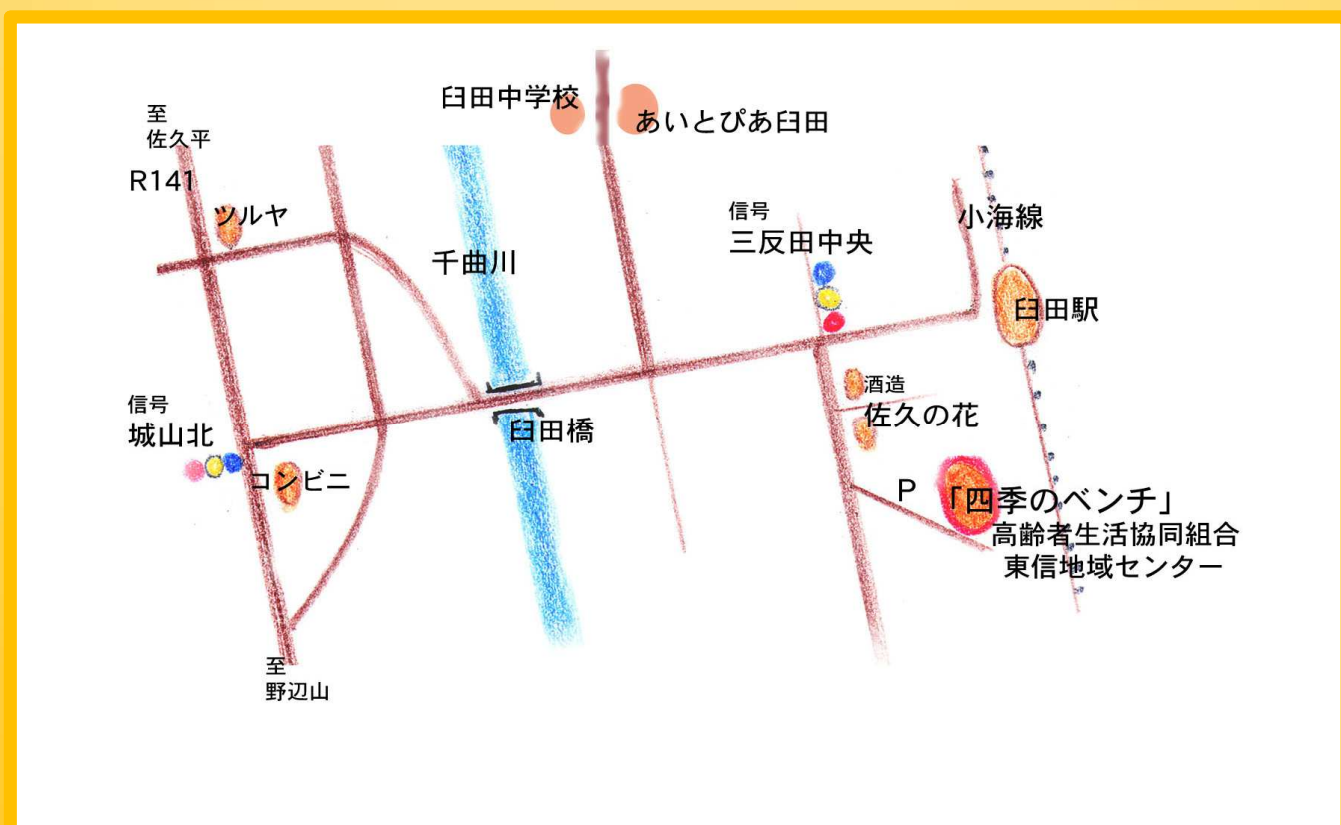 臼田中学校
あいとぴあ臼田
至
佐久平
R141
ツルヤ
信号
三反田中央
小海線
千曲川
臼田駅
酒造
佐久の花
信号
城山北
臼田橋
コンビニ
P
「四季のベンチ」
高齢者生活協同組合
東信地域センター
至
野辺山